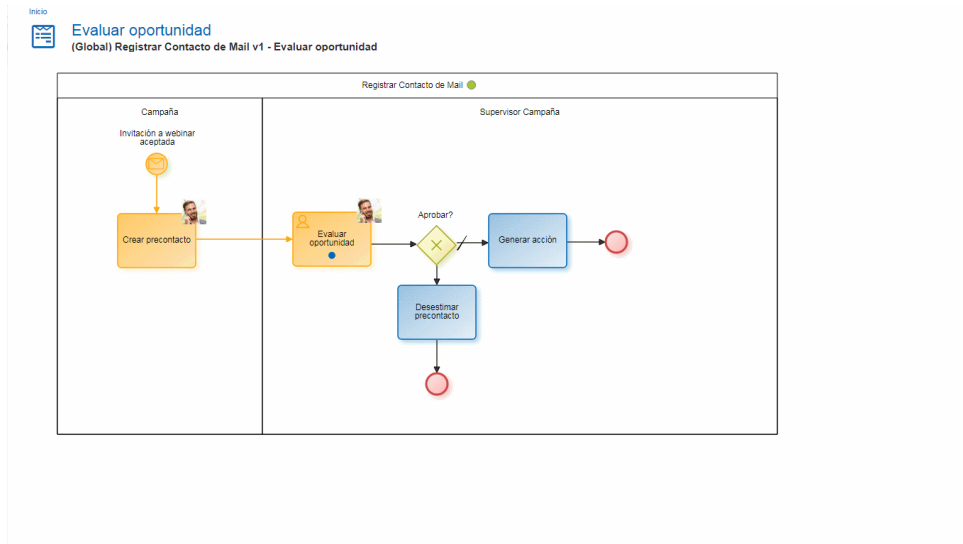 Inicio
Evaluar oportunidad
(Global) Registrar Contacto de Mail v1 - Evaluar oportunidad
Registrar Contacto de Mail
Campaña
Supervisor Campaña
Invitación a webinar
aceptada
Crear precontacto
Evaluar
oportunidad
Aprobar?
Generar acción
Desestimar
precontacto